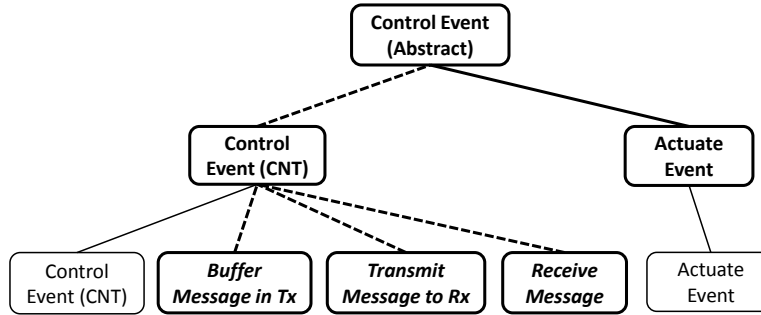 Control Event
(Abstract)
Control
Event (CNT)
Actuate
Event
Control
Event (CNT)
Buffer
Message in Tx
Transmit
Message to Rx
Receive
Message
Actuate
Event